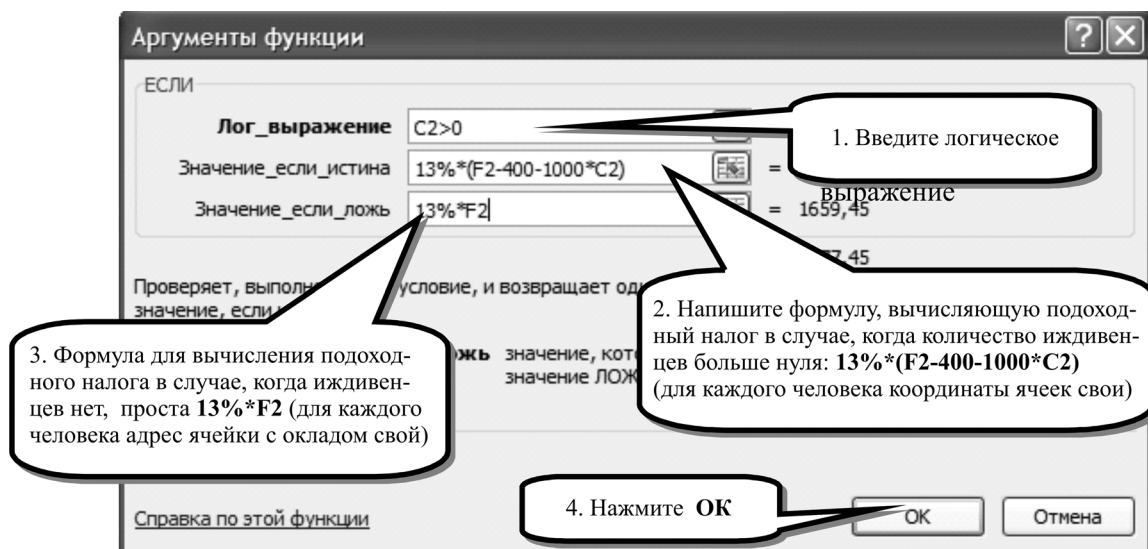 Аргументы функции
ЕСЛИ
Лог_выражение C2>0
1. Введите логическое
выражение
Значение_если_истина 13%*(F2-400-1000*C2) =
Значение_если_ложь 13%*F2 = 1659,45
7,45
Проверяет, выполн условие, и возвращает од
значение, если
2. Напишите формулу, вычисляющую подоход-
ный налог в случае, когда количество иждивен-
цев больше нуля: 13%*(F2-400-1000*C2)
(для каждого человека координаты ячеек свои)
3. Формула для вычисления подоход-
ного налога в случае, когда иждивен-
цев нет, проста 13%*F2 (для каждого
человека адрес ячейки с окладом свой)
значение, кот
значение ЛОЖ
4. Нажмите ОК
Справка по этой функции
ОК
Отмена